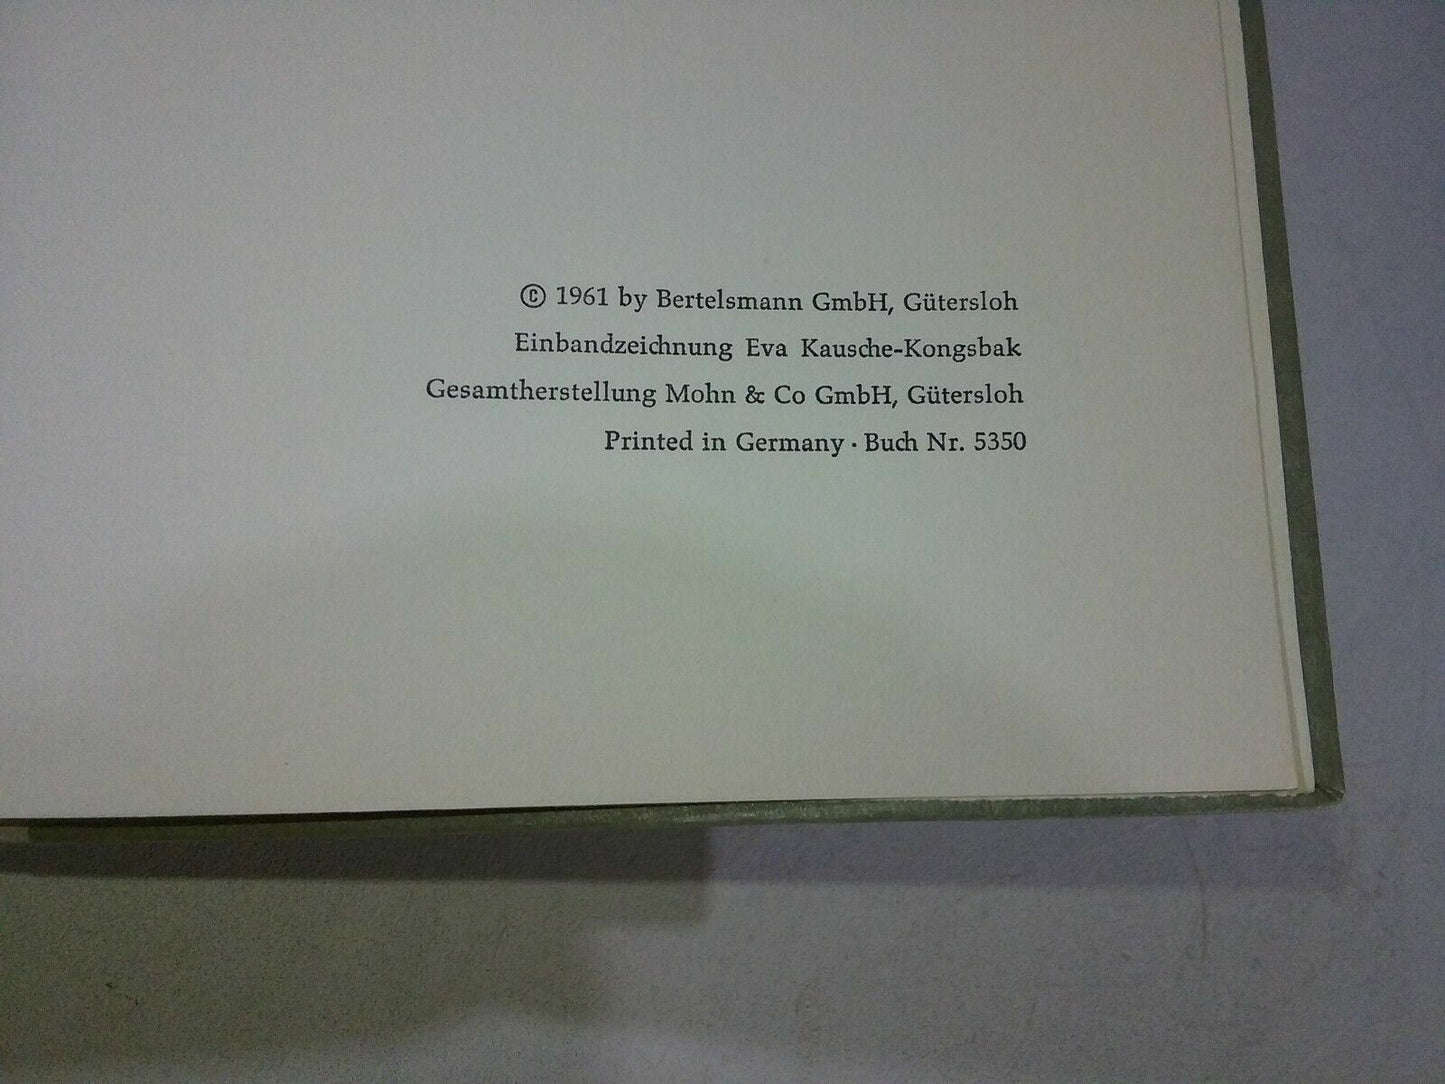 © 1961 by Bertelsmann GmbH, Gütersloh
Einbandzeichnung Eva Kausche-Kongsbak
Gesamtherstellung Mohn & Co GmbH, Gütersloh
Printed in Germany · Buch Nr. 5350